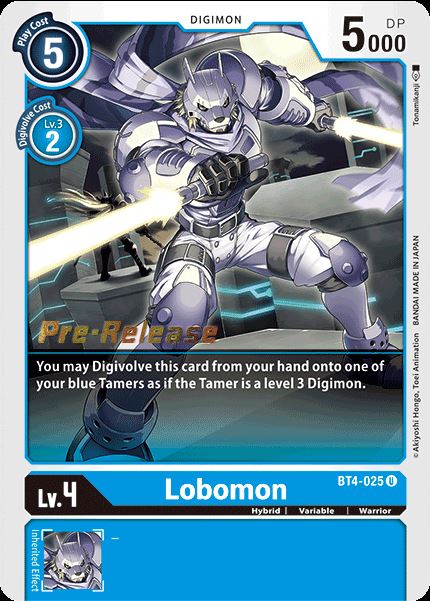 Play Cost
5
DIGIMON
DP
5000
Digivolve Cost
Lv.3
2
Tonamikanji
Pre-Release
You may Digivolve this card from your hand onto one of
your blue Tamers as if the Tamer is a level 3 Digimon.
© Akiyoshi Hongo, Toei Animation BANDAI MADE IN JAPAN
Lv.4
Lobomon
BT4-025 U
Hybrid | Variable | Warrior
Inherited Effect
–